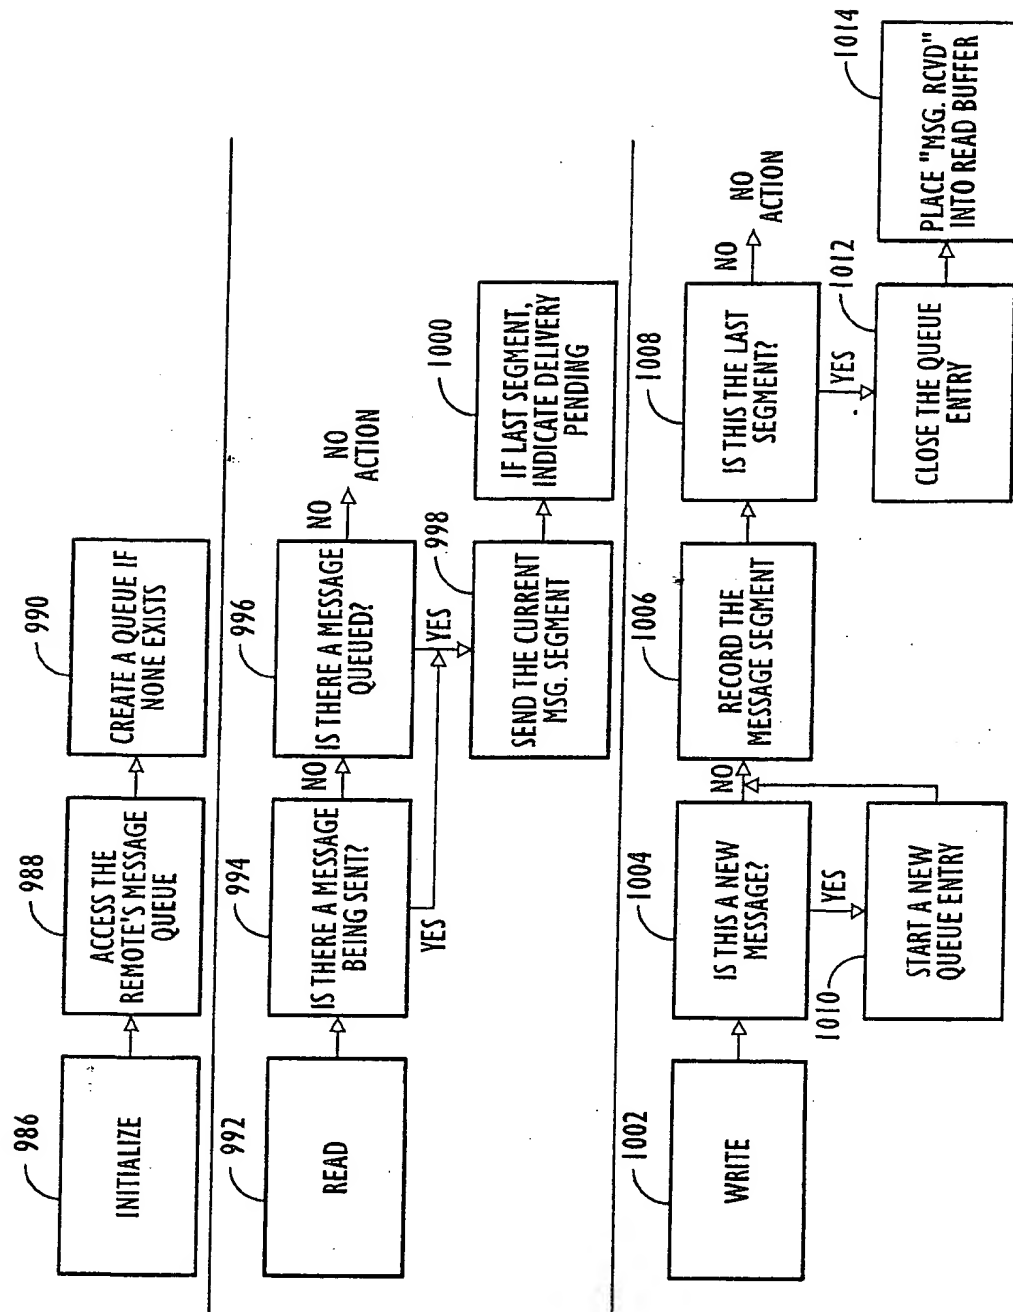 986
INITIALIZE
988
ACCESS THE
REMOTE'S MESSAGE
QUEUE
990
CREATE A QUEUE IF
NONE EXISTS
992
READ
994
IS THERE A MESSAGE
BEING SENT?
NO
YES
996
IS THERE A MESSAGE
QUEUED?
NO
NO
ACTION
YES
998
SEND THE CURRENT
MSG. SEGMENT
1000
IF LAST SEGMENT,
INDICATE DELIVERY
PENDING
1002
WRITE
1004
IS THIS A NEW
MESSAGE?
NO
YES
1010
START A NEW
QUEUE ENTRY
1006
RECORD THE
MESSAGE SEGMENT
1008
IS THIS THE LAST
SEGMENT?
NO
NO
ACTION
YES
1012
CLOSE THE QUEUE
ENTRY
1014
PLACE "MSG. RCVD"
INTO READ BUFFER